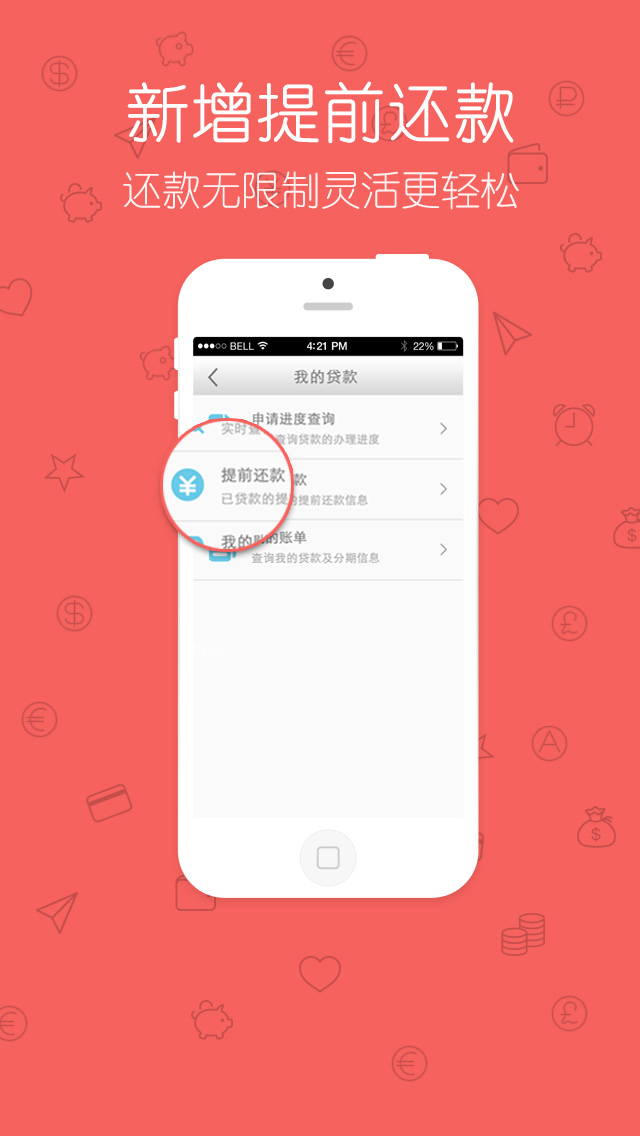 新增提前还款
还款无限制灵活更轻松
BELL 4:21 PM 22%
我的贷款
申请进度查询
实时查询贷款的办理进度
提前还款
已贷款的提前还款信息
我的账单
查询我的贷款及分期信息